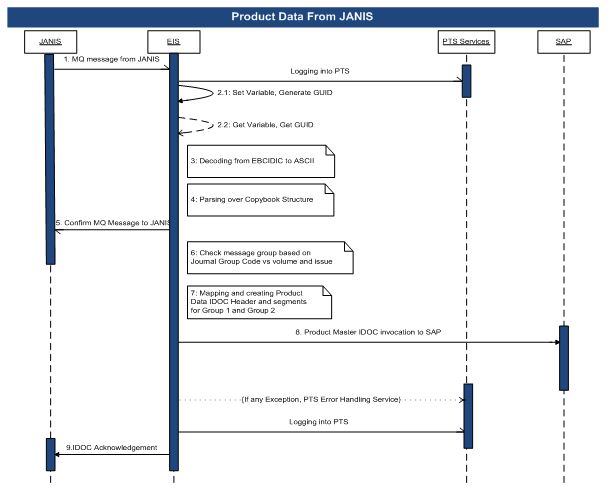 Product Data From JANIS
JANIS
EIS
PTS Services
SAP
1. MQ message from JANIS
Logging into PTS
2.1: Set Variable, Generate GUID
2.2: Get Variable, Get GUID
3: Decoding from EBCIDIC to ASCII
4: Parsing over Copybook Structure
5. Confirm MQ Message to JANIS
6: Check message group based on
Journal Group Code vs volume and issue
7: Mapping and creating Product
Data IDOC Header and segments
for Group 1 and Group 2
8. Product Master IDOC invocation to SAP
{If any Exception, PTS Error Handling Service}
Logging into PTS
9.IDOC Acknowledgement